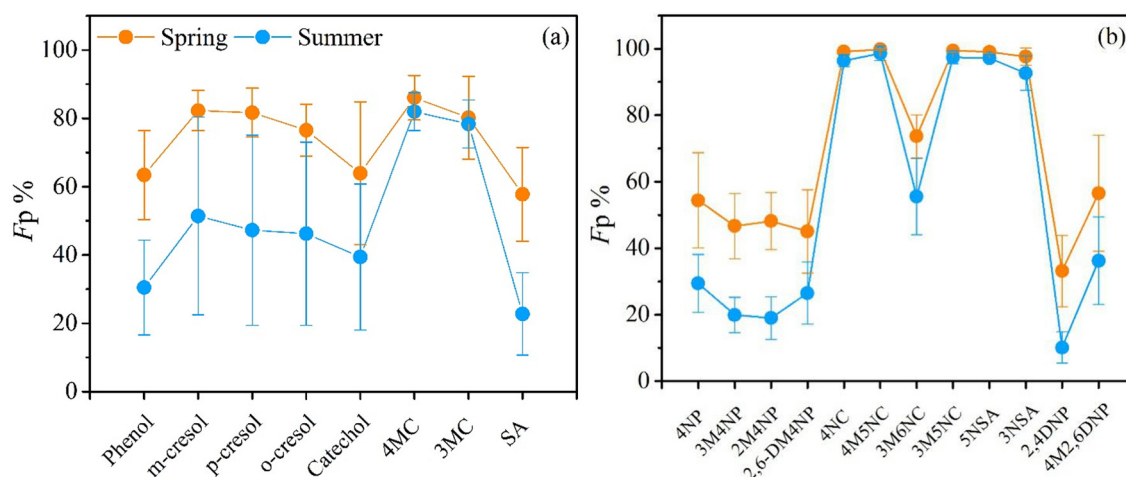 Spring Summer (a)
Fp %
100
80
60
40
20
0
Phenol
m-cresol
p-cresol
o-cresol
Catechol
4MC
3MC
SA
(b)
Fp %
100
80
60
40
20
0
4NP
3M4NP
2M4NP
2,6-DM4NP
4NC
4M5NC
3M6NC
3M5NC
5NSA
3NSA
2,4DNP
4M2,6DNP